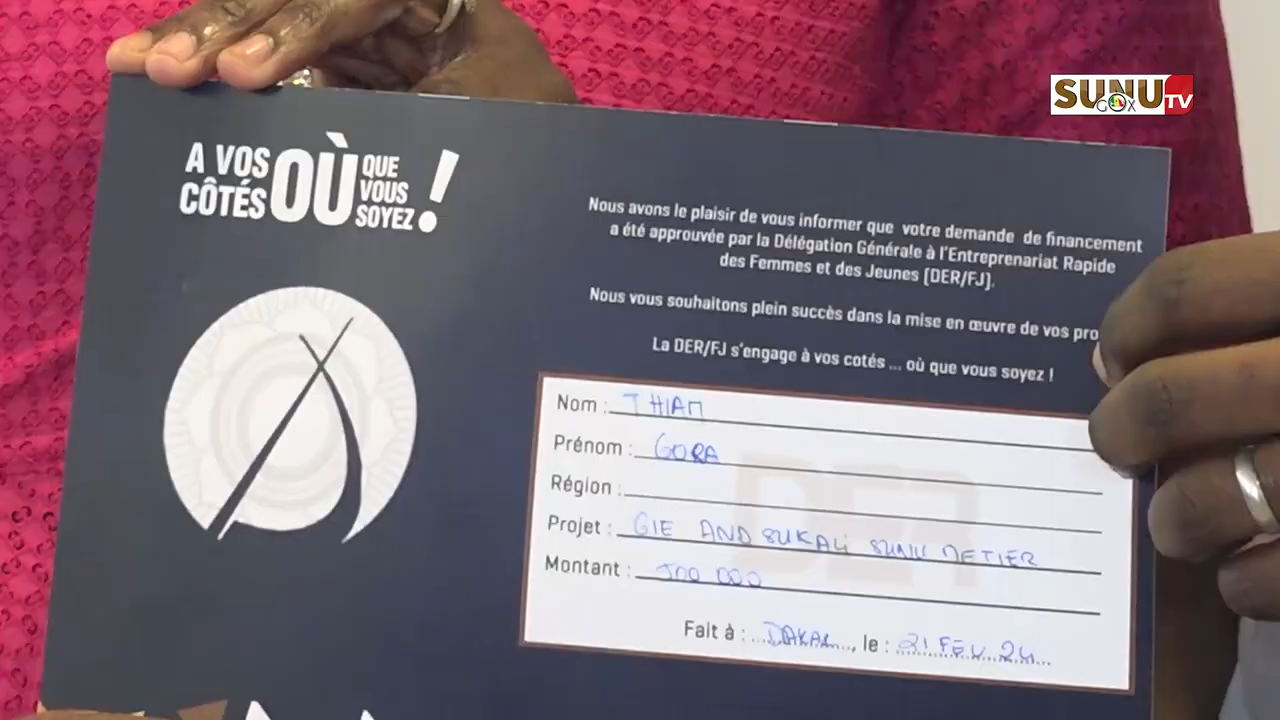 SUNU TV
GOX
A VOS CÔTÉS OÙ QUE VOUS SOYEZ !
Nous avons le plaisir de vous informer que votre demande de financement
a été approuvée par la Délégation Générale à l'Entreprenariat Rapide
des Femmes et des Jeunes (DER/FJ).
Nous vous souhaitons plein succès dans la mise en œuvre de vos pro
La DER/FJ s'engage à vos cotés ... où que vous soyez !
Nom : THIAM
Prénom : GORA
Région :
Projet : GIE AND SUKALI SUNU METIER
Montant : 500 000
Fait à : DAKAR, le : 21 FEV 24